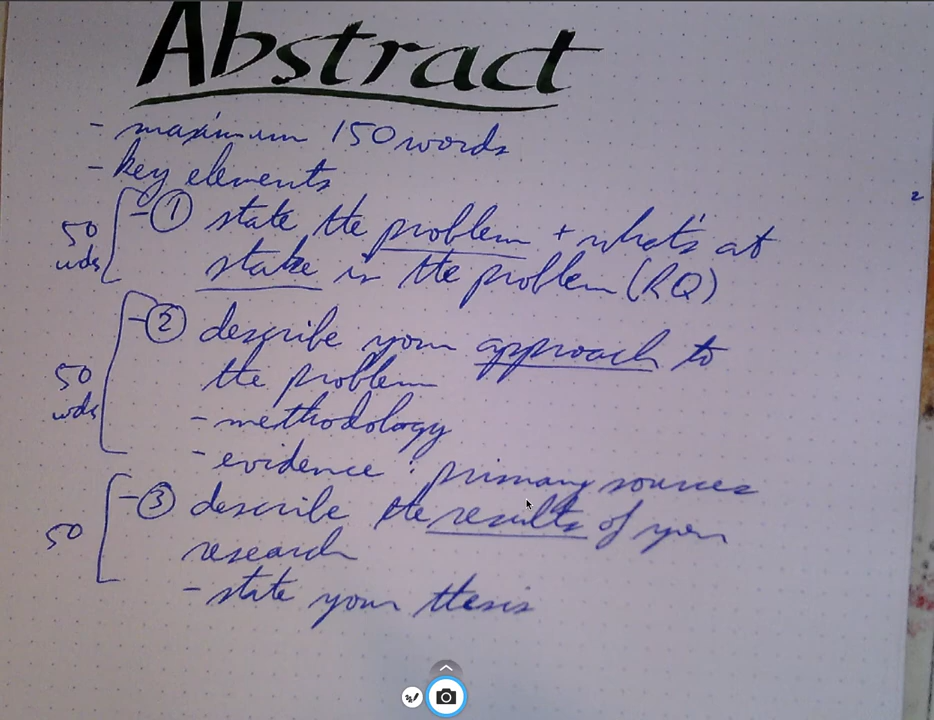 Abstract
- maximum 150 words
- key elements
50 wds
- ① state the problem + what's at
stake in the problem (RQ)
50 wds
- ② describe your approach to
the problem
- methodology
- evidence : primary sources
50
- ③ describe the results of your
research
- state your thesis
2